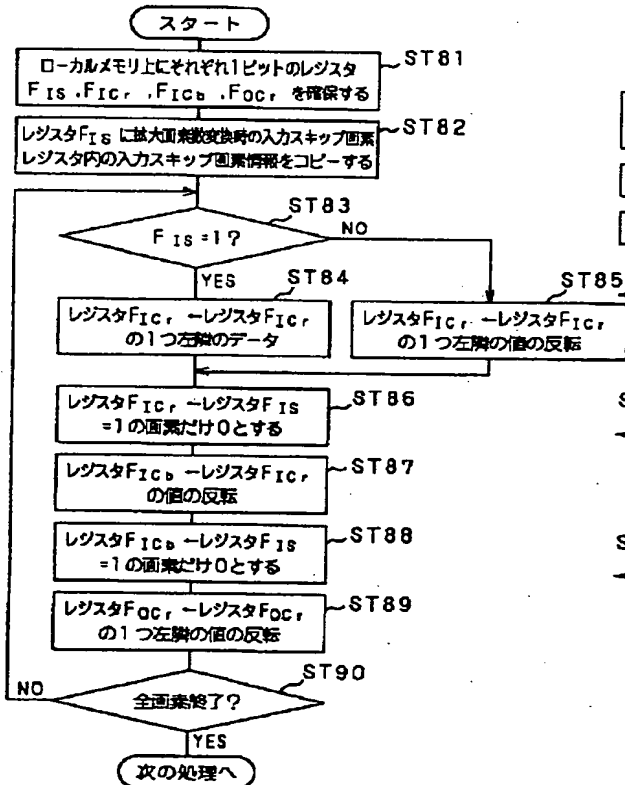 スタート
ST81
ローカルメモリ上にそれぞれ1ビットのレジスタ
FIS ,FICr ,FICb ,FOCr を確保する
ST82
レジスタFISに拡大画素数変換時の入力スキップ画素
レジスタ内の入力スキップ画素情報をコピーする
ST83
FIS=1?
NO
YES
ST84
ST85
レジスタFICr ←レジスタFICr
の1つ左隣のデータ
レジスタFICr ←レジスタFICr
の1つ左隣の値の反転
ST86
レジスタFICr ←レジスタFIS
=1の画素だけ0とする
ST87
レジスタFICb ←レジスタFICr
の値の反転
ST88
レジスタFICb ←レジスタFIS
=1の画素だけ0とする
ST89
レジスタFOCr ←レジスタFOCr
の1つ左隣の値の反転
ST90
NO
全画素終了?
YES
次の処理へ
S
S